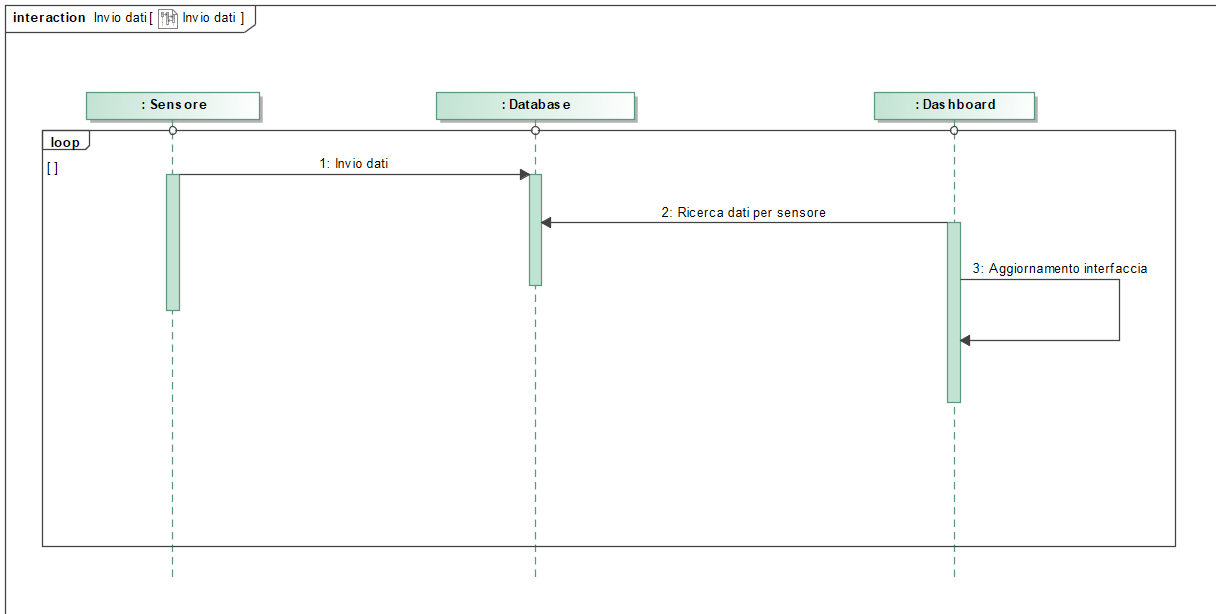 interaction Invio dati[ Invio dati ]
: Sensore
: Database
: Dashboard
loop
[ ]
1: Invio dati
2: Ricerca dati per sensore
3: Aggiornamento interfaccia